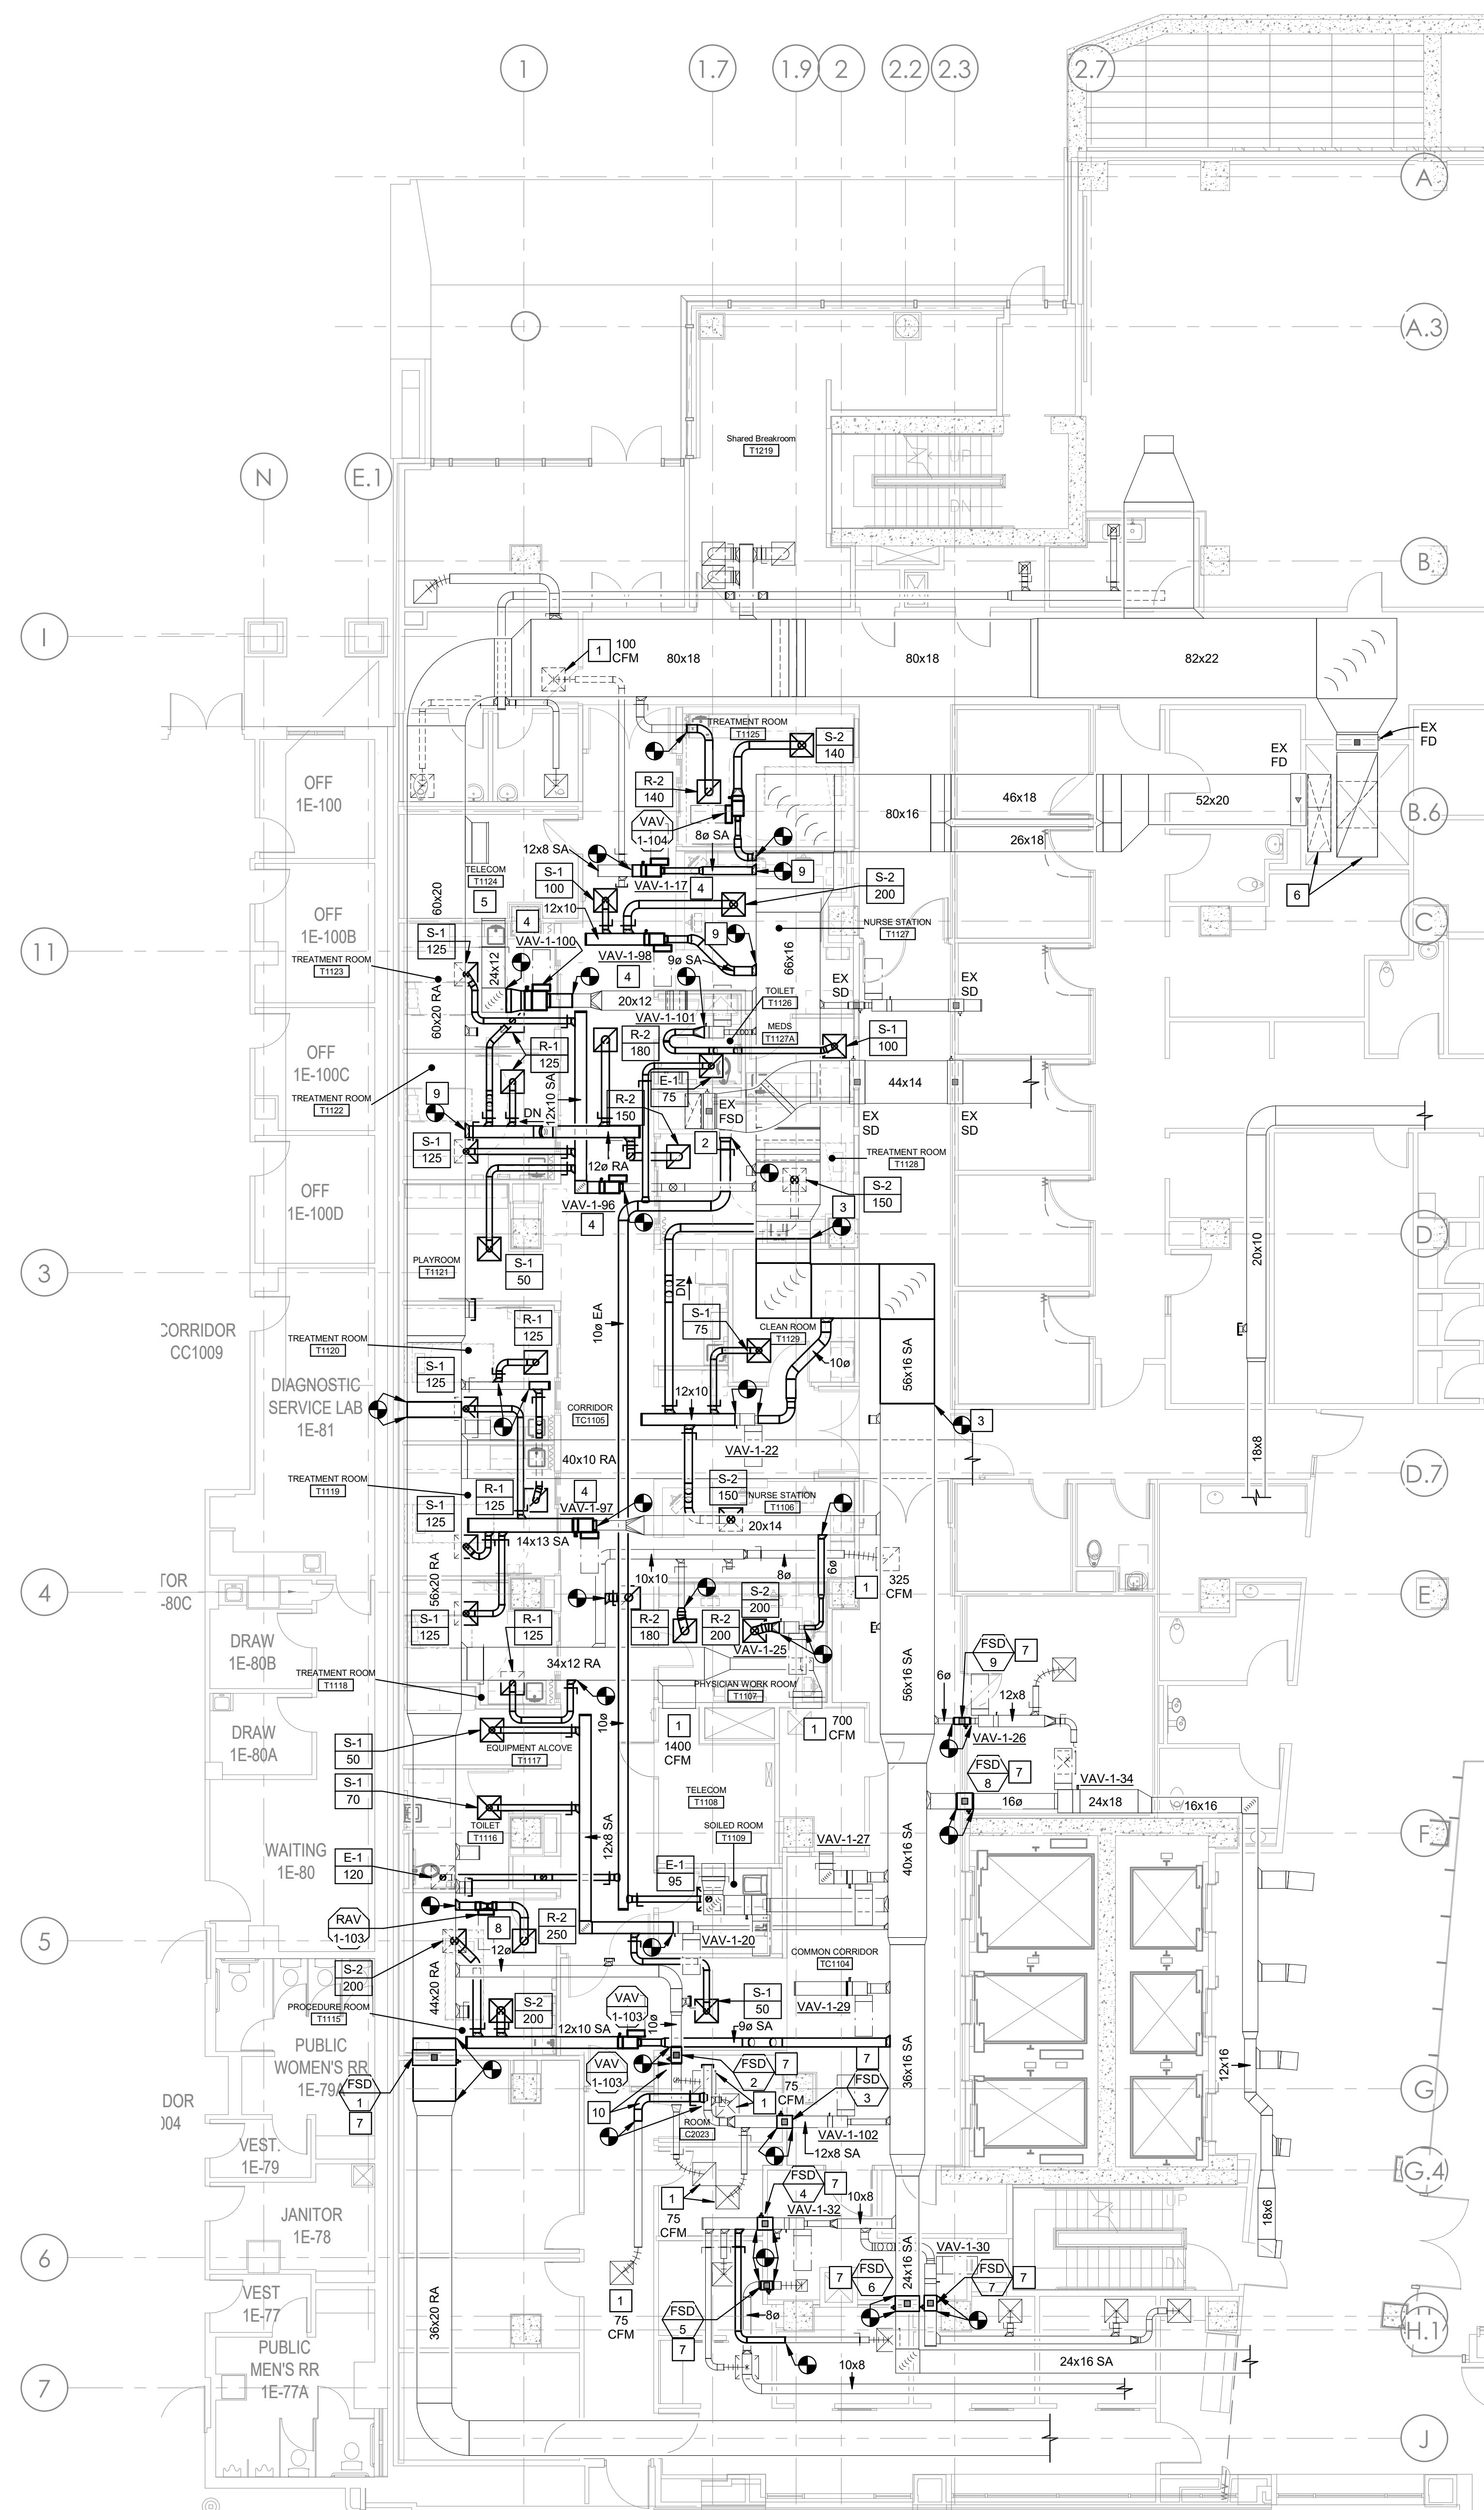 1
1.7
1.9
2
2.2
2.3
2.7
A
A.3
Shared Breakroom
T1219
UP
DN
N
E.1
B
I
1
100
CFM
80x18
80x18
82x22
TREATMENT ROOM
T1125
S-2
140
EX
FD
EX
FD
OFF
1E-100
R-2
140
VAV
1-104
8ø SA
80x16
46x18
52x20
26x18
B.6
12x8 SA
9
TELECOM
T1124
5
S-1
100
VAV-1-17
4
S-2
200
6
60x20
12x10
OFF
1E-100B
4
NURSE STATION
T1127
C
S-1
125
VAV-1-100
9
11
TREATMENT ROOM
T1123
24x12
VAV-1-98
9ø SA
66x16
4
EX
SD
EX
SD
60x20 RA
20x12
TOILET
T1126
VAV-1-101
MEDS
T1127A
R-2
180
S-1
100
OFF
1E-100C
R-1
125
E-1
75
44x14
9
TREATMENT ROOM
T1122
12x10 SA
R-2
150
EX
FSD
EX
SD
EX
SD
DN
S-1
125
2
12ø RA
TREATMENT ROOM
T1128
OFF
1E-100D
S-2
150
VAV-1-96
4
3
D
20x10
PLAYROOM
T1121
S-1
50
3
DN
10ø EA
R-1
125
S-1
75
CLEAN ROOM
T1129
CORRIDOR
CC1009
TREATMENT ROOM
T1120
S-1
125
10ø
56x16 SA
DIAGNOSTIC
SERVICE LAB
1E-81
12x10
CORRIDOR
TC1105
3
VAV-1-22
18x8
40x10 RA
TREATMENT ROOM
T1119
R-1
125
4
VAV-1-97
S-2
150
D.7
S-1
125
NURSE STATION
T1106
14x13 SA
20x14
10x10
8ø
6ø
1
325
CFM
4
E
56x20 RA
S-2
200
S-1
125
R-1
125
R-2
180
R-2
200
VAV-1-25
DRAW
1E-80B
34x12 RA
56x16 SA
FSD
9
7
TREATMENT ROOM
T1118
6ø
PHYSICIAN WORK ROOM
T1107
12x8
10ø
1
1400
CFM
1
700
CFM
DRAW
1E-80A
S-1
50
EQUIPMENT ALCOVE
T1117
VAV-1-26
FSD
8
7
S-1
70
TELECOM
T1108
VAV-1-34
16ø
24x18
16x16
TOILET
T1116
SOILED ROOM
T1109
VAV-1-27
F
12x8 SA
40x16 SA
WAITING
1E-80
E-1
120
E-1
95
RAV
1-103
8
R-2
250
5
12ø
VAV-1-20
COMMON CORRIDOR
TC1104
S-2
200
44x20 RA
PROCEDURE ROOM
T1115
S-2
200
VAV
1-103
S-1
50
VAV-1-29
10ø
12x10 SA
9ø SA
36x16 SA
PUBLIC
WOMEN'S RR
1E-79A
VAV
1-103
FSD
2
7
75
CFM
7
FSD
3
12x16
FSD
1
7
G
10
1
ROOM
C2023
VAV-1-102
12x8 SA
VEST.
1E-79
FSD
4
7
G.4
1
75
CFM
10x8
VAV-1-32
UP
JANITOR
1E-78
18x6
6
24x16 SA
VAV-1-30
DN
7
FSD
6
FSD
7
7
VEST
1E-77
1
75
CFM
FSD
5
7
8ø
H.1
36x20 RA
PUBLIC
MEN'S RR
1E-77A
10x8
24x16 SA
7
J